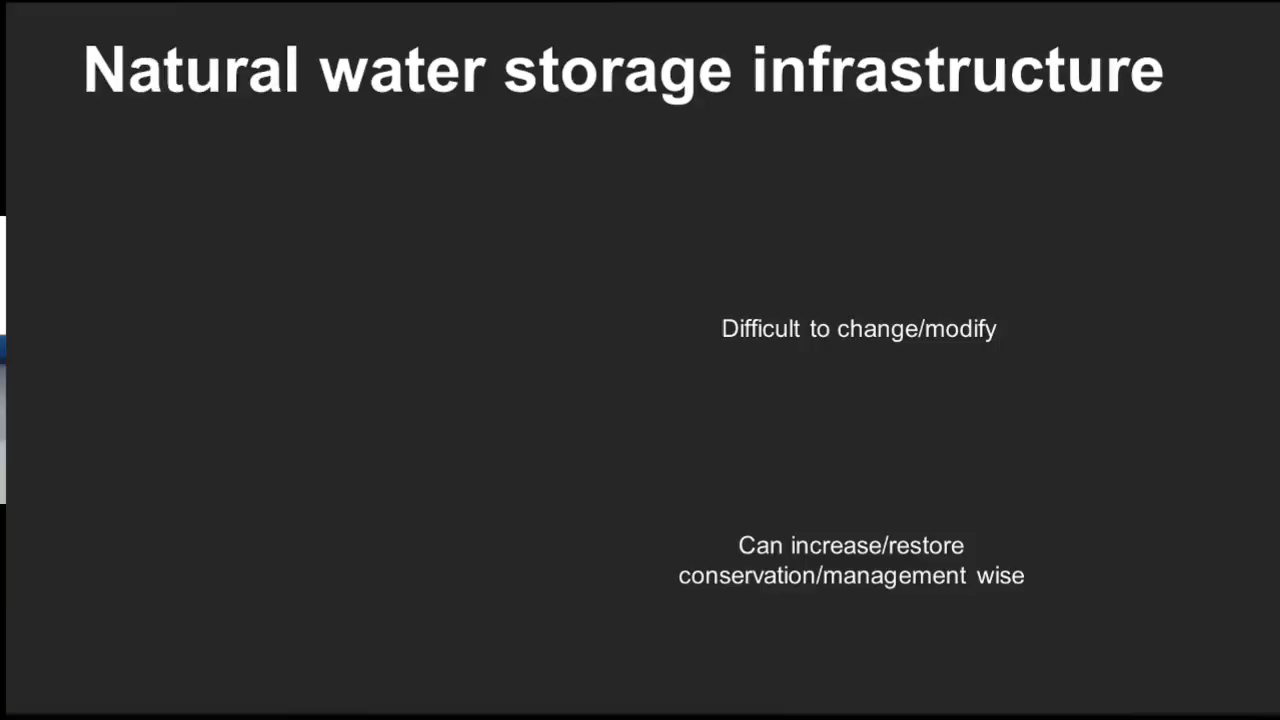 Natural water storage infrastructure
Difficult to change/modify
Can increase/restore
conservation/management wise